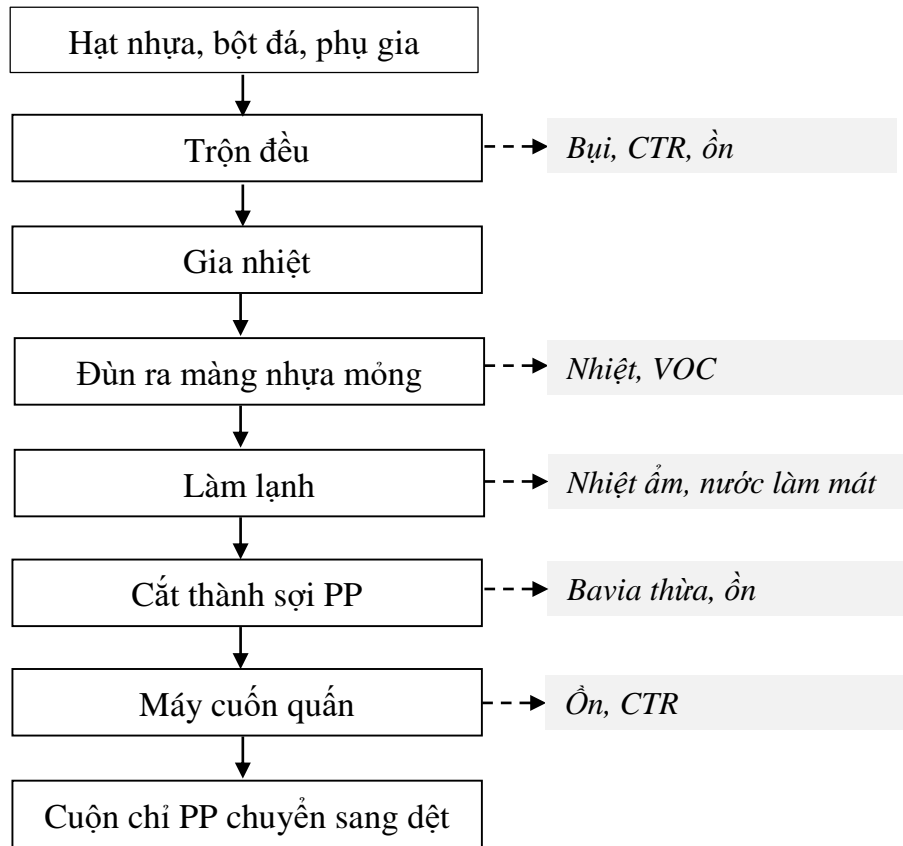 Hạt nhựa, bột đá, phụ gia
Trộn đều
Bụi, CTR, ồn
Gia nhiệt
Đùn ra màng nhựa mỏng
Nhiệt, VOC
Làm lạnh
Nhiệt ẩm, nước làm mát
Cắt thành sợi PP
Bavia thừa, ồn
Máy cuốn quấn
Ồn, CTR
Cuộn chỉ PP chuyển sang dệt